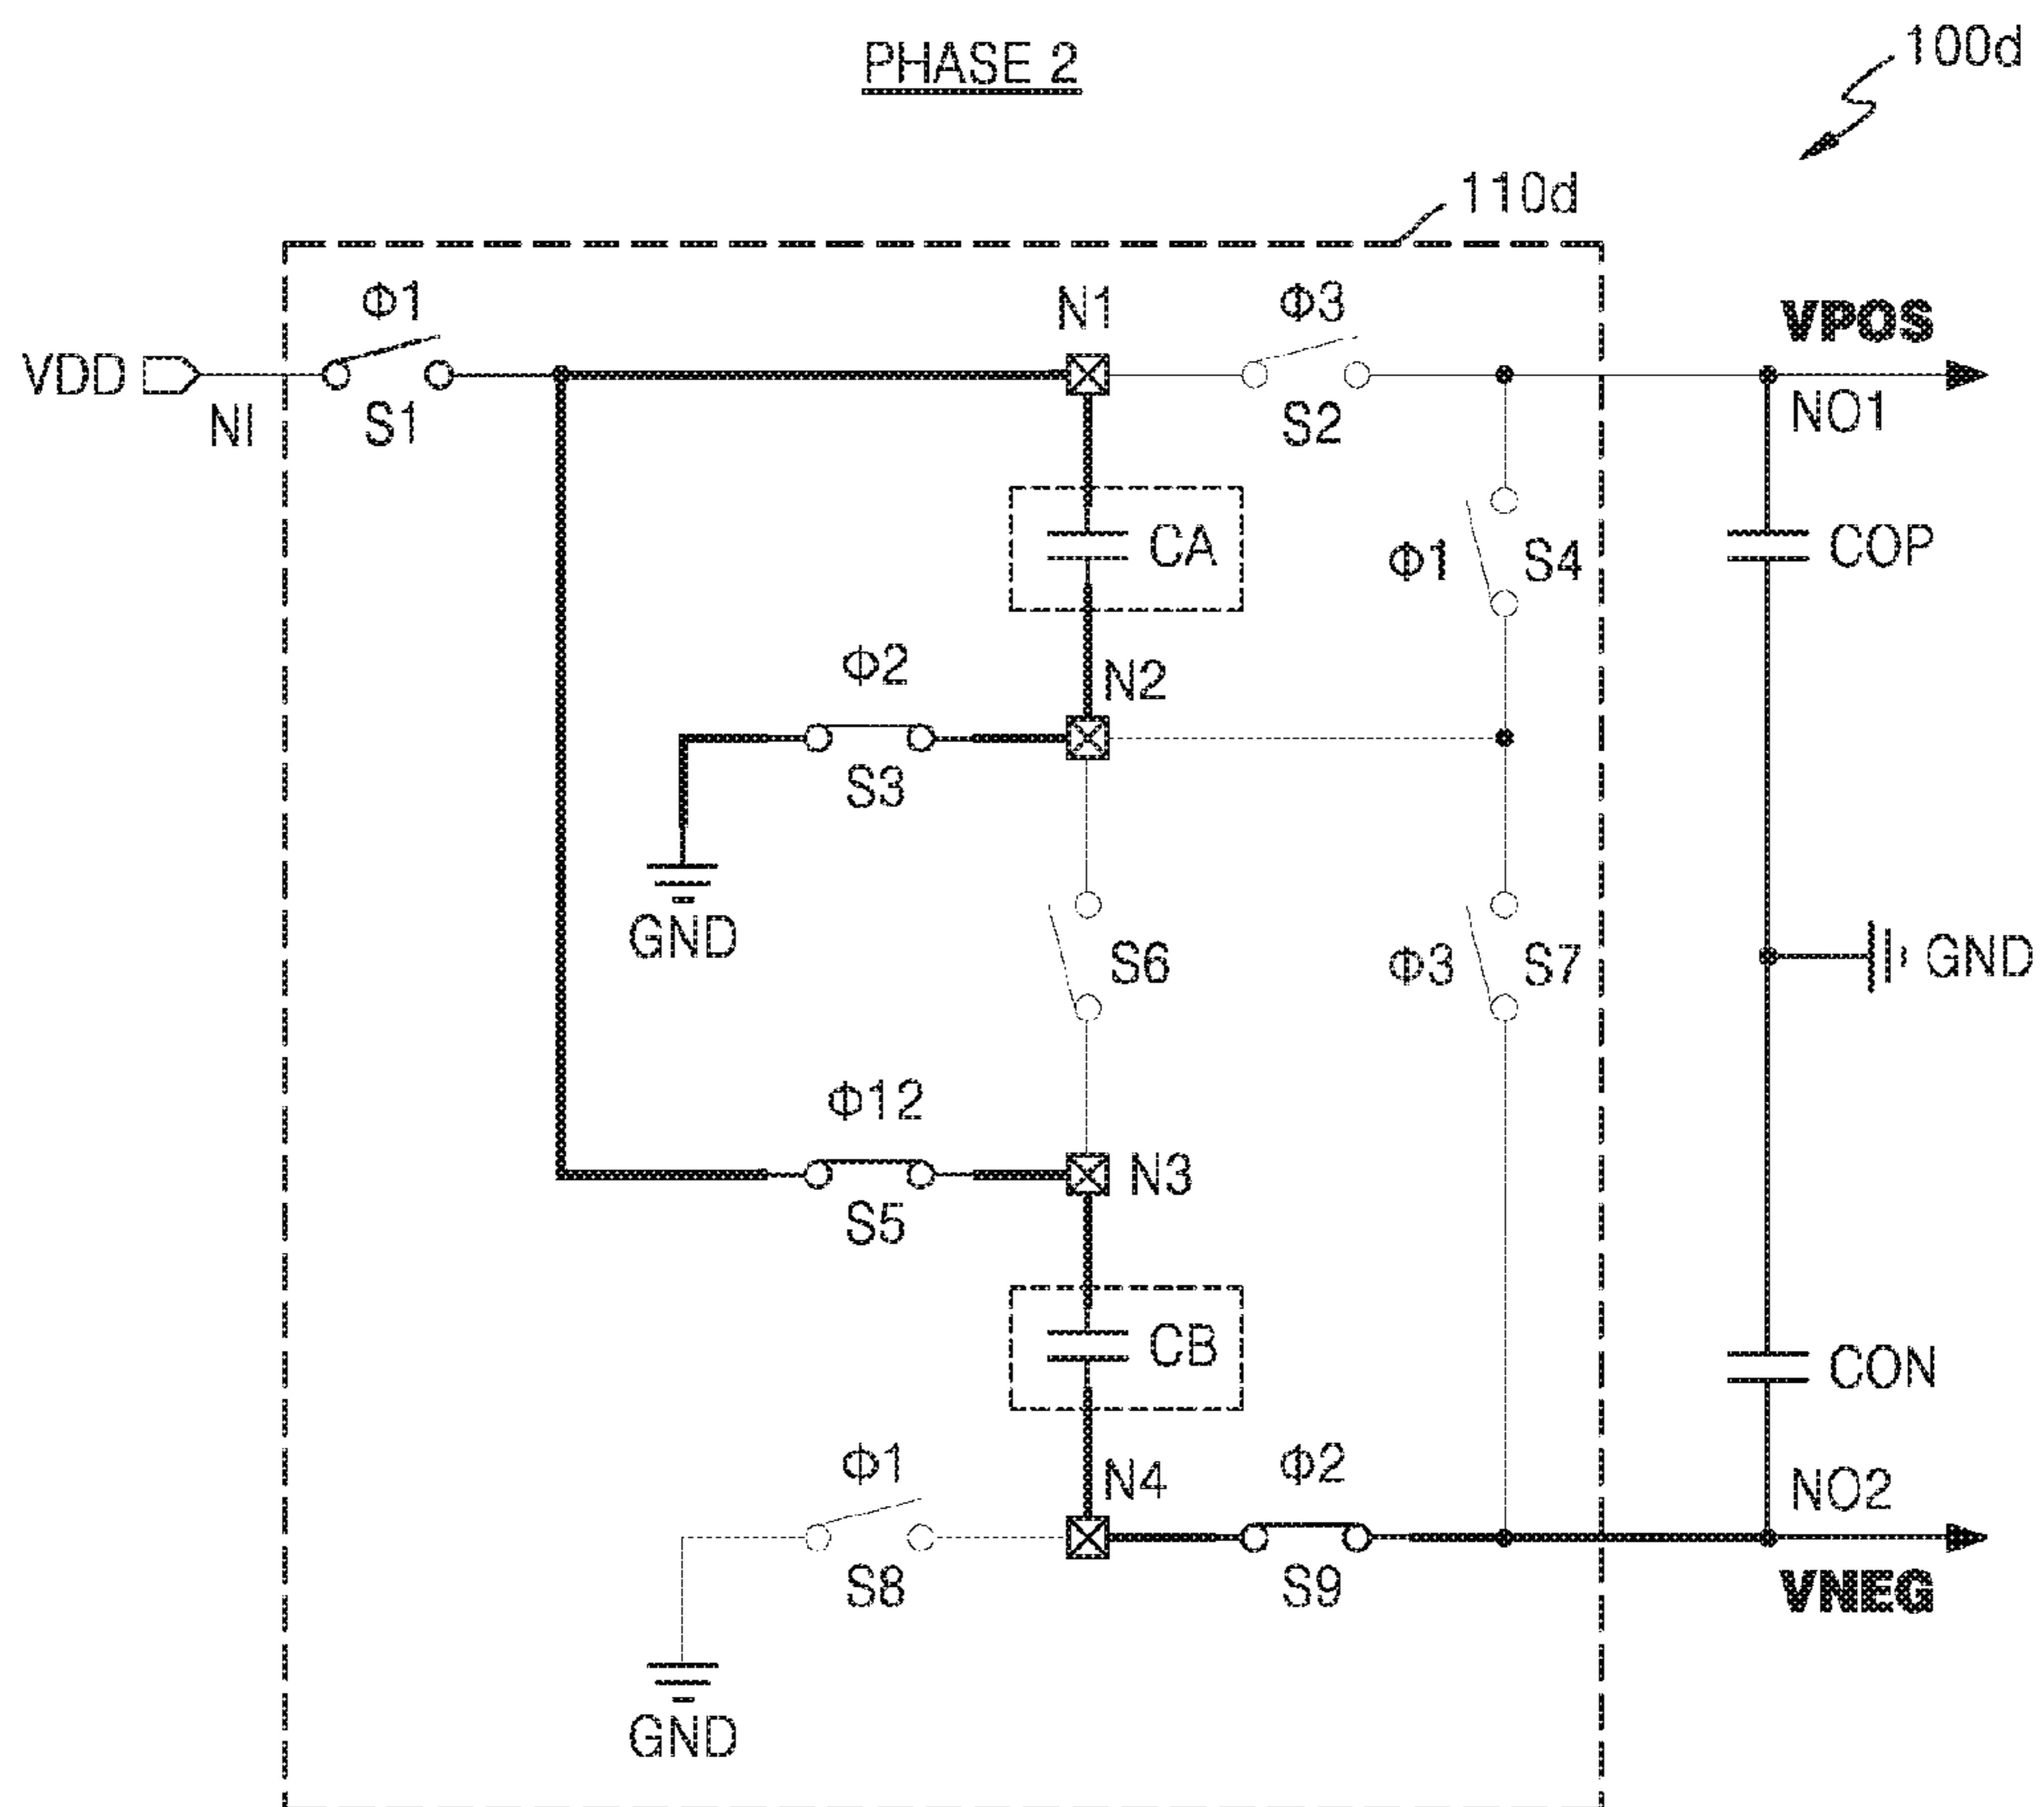 PHASE 2
100d
110d
Φ1
N1
Φ3
VPOS
VDD
NI
S1
S2
NO1
CA
Φ1
S4
COP
Φ2
N2
S3
GND
S6
Φ3
S7
GND
Φ12
N3
S5
CB
CON
Φ1
N4
Φ2
NO2
S8
S9
VNEG
GND